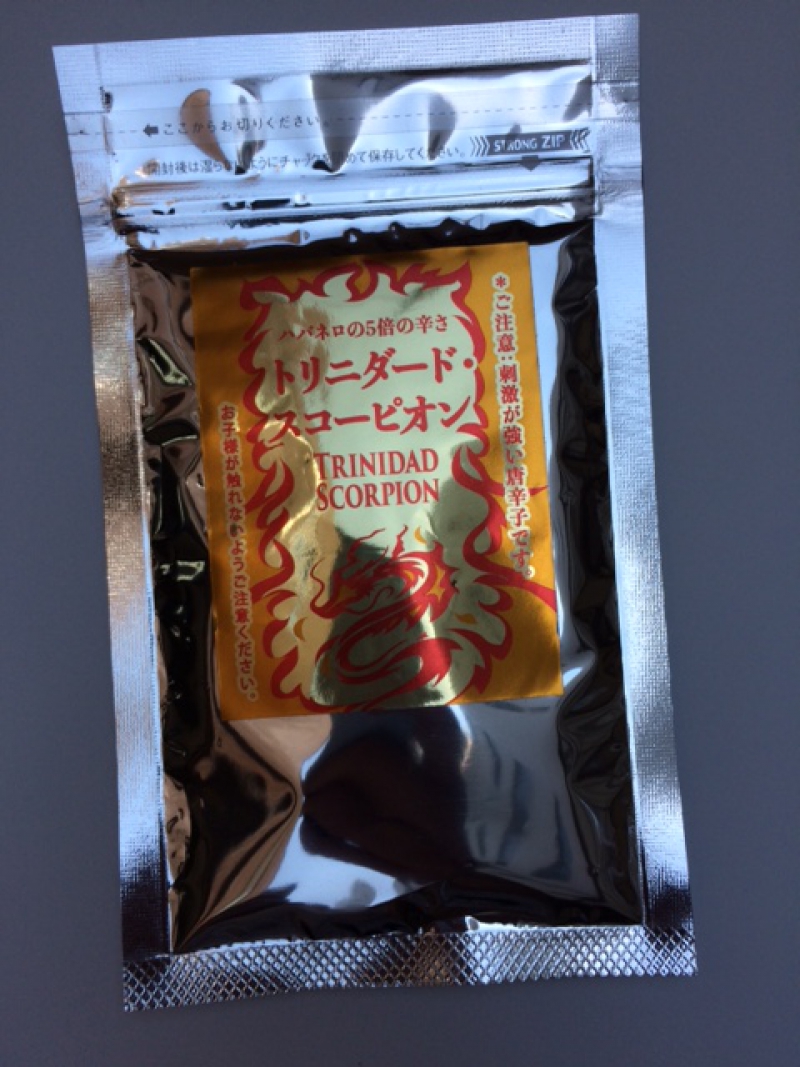 ここからお切りください。
開封後は湿らないようにチャックを閉めて保存してください。
STRONG ZIP
ハバネロの5倍の辛さ
トリニダード・
スコーピオン
TRINIDAD
SCORPION
*ご注意:刺激が強い唐辛子です。
お子様が触れないようご注意ください。